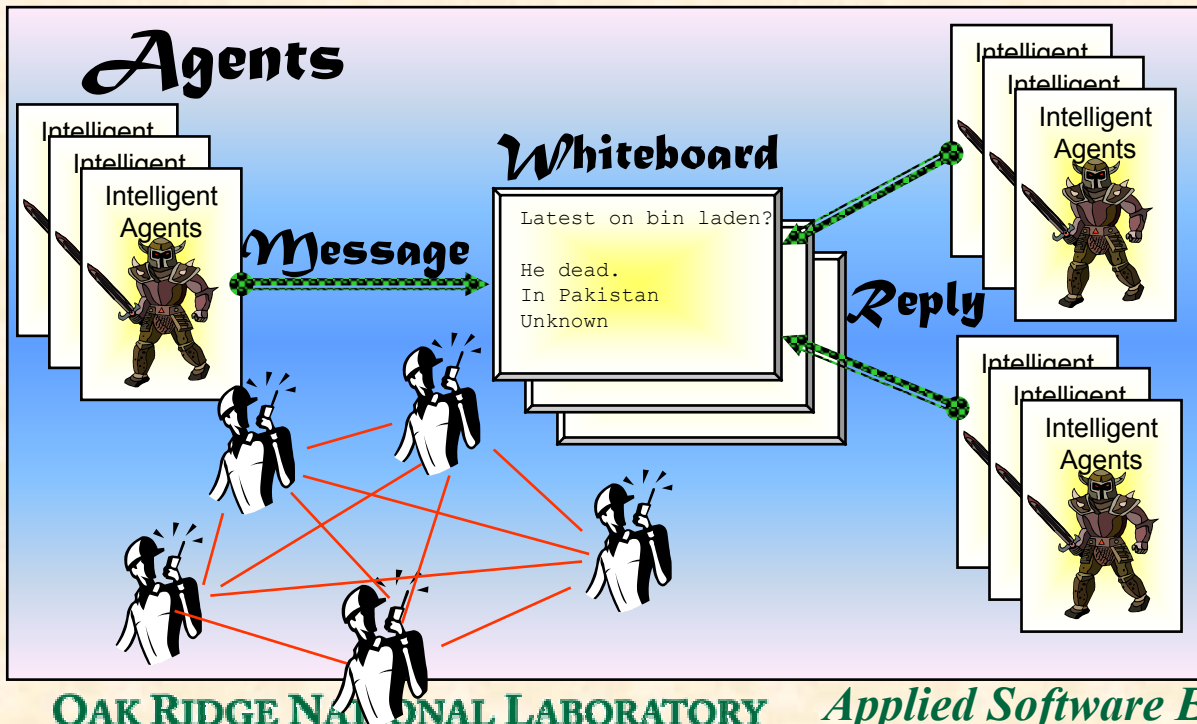 Agents
Intelligent
Intelligent
Intelligent
Agents
Message
Whiteboard
Latest on bin laden?
He dead.
In Pakistan
Unknown
Intelligent
Intelligent
Intelligent
Agents
Reply
Intelligent
Intelligent
Intelligent
Agents
OAK RIDGE NATIONAL LABORATORY
Applied Software E